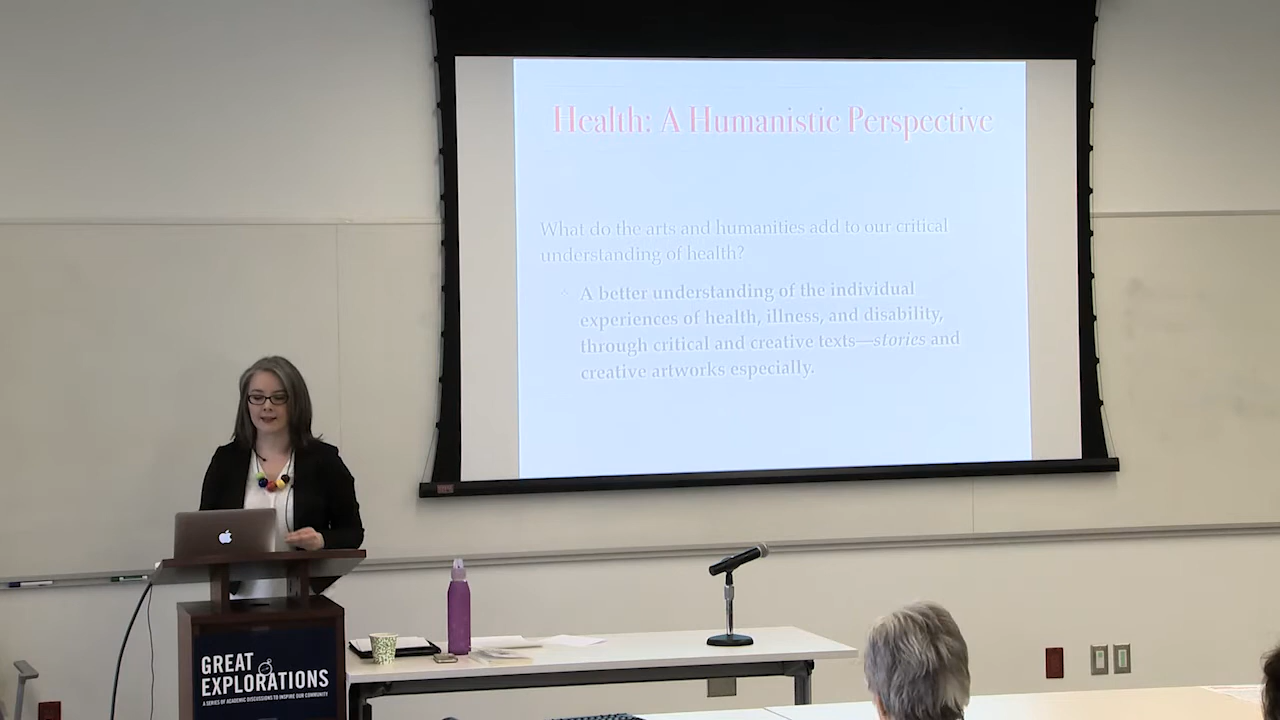 Health: A Humanistic Perspective
What do the arts and humanities add to our critical
understanding of health?
A better understanding of the individual
experiences of health, illness, and disability,
through critical and creative texts—stories and
creative artworks especially.
GREAT
EXPLORATIONS
A SERIES OF ACADEMIC DISCUSSIONS TO INSPIRE OUR COMMUNITY